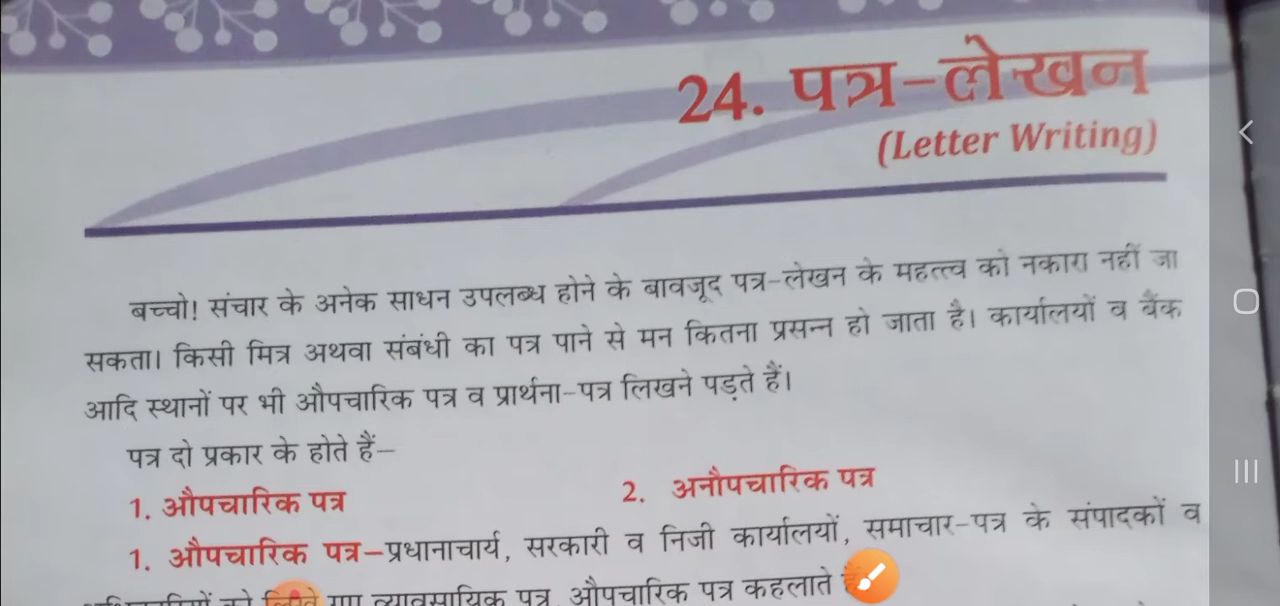 24. पत्र-लेखन
(Letter Writing)
बच्चो! संचार के अनेक साधन उपलब्ध होने के बावजूद पत्र-लेखन के महत्त्व को नकारा नहीं जा
सकता। किसी मित्र अथवा संबंधी का पत्र पाने से मन कितना प्रसन्न हो जाता है। कार्यालयों व बैंक
आदि स्थानों पर भी औपचारिक पत्र व प्रार्थना-पत्र लिखने पड़ते हैं।
पत्र दो प्रकार के होते हैं—
1. औपचारिक पत्र 2. अनौपचारिक पत्र
1. औपचारिक पत्र—प्रधानाचार्य, सरकारी व निजी कार्यालयों, समाचार-पत्र के संपादकों व
को गए व्यावसायिक पत्र औपचारिक पत्र कहलाते